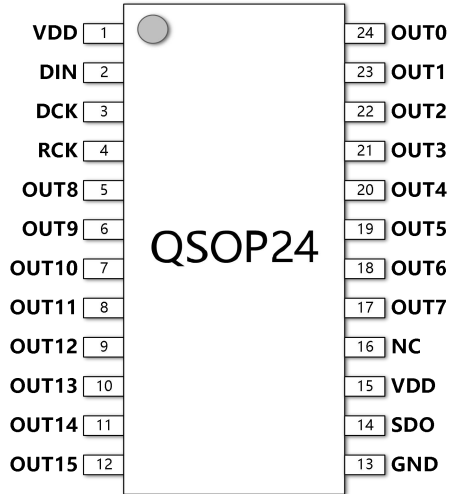 VDD 1 24 OUT0
DIN 2 23 OUT1
DCK 3 22 OUT2
RCK 4 21 OUT3
OUT8 5 20 OUT4
OUT9 6 19 OUT5
QSOP24
OUT10 7 18 OUT6
OUT11 8 17 OUT7
OUT12 9 16 NC
OUT13 10 15 VDD
OUT14 11 14 SDO
OUT15 12 13 GND